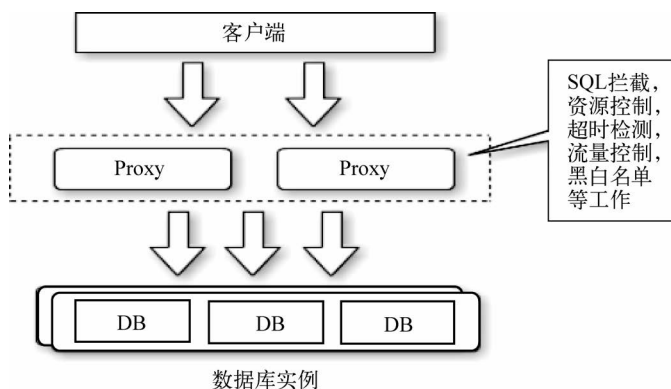 客户端
SQL拦截，
资源控制，
超时检测，
流量控制，
黑白名单
等工作
Proxy
Proxy
DB
DB
DB
数据库实例